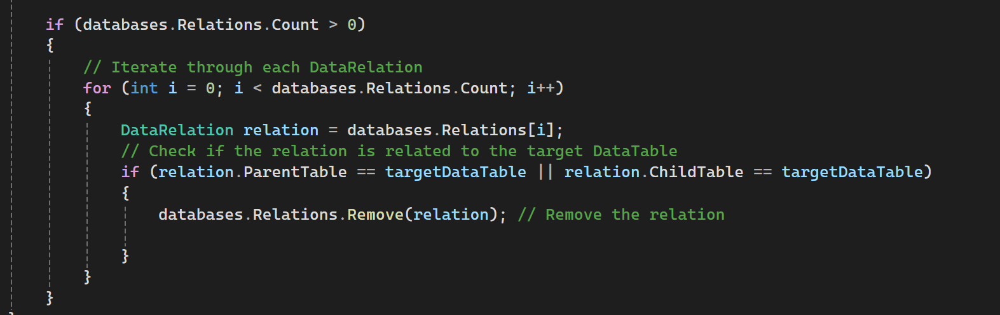 if (databases.Relations.Count > 0)
{
// Iterate through each DataRelation
for (int i = 0; i < databases.Relations.Count; i++)
{
DataRelation relation = databases.Relations[i];
// Check if the relation is related to the target DataTable
if (relation.ParentTable == targetDataTable || relation.ChildTable == targetDataTable)
{
databases.Relations.Remove(relation); // Remove the relation
}
}
}